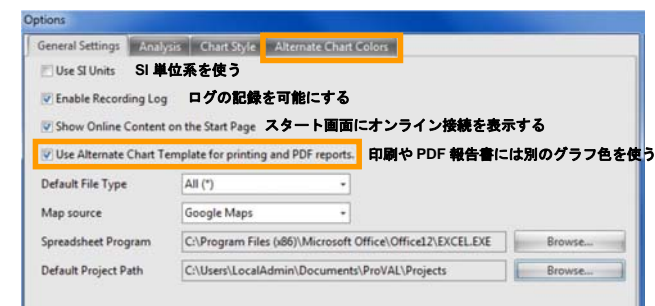 Options
General Settings Analysis Chart Style Alternate Chart Colors
Use SI Units SI 単位系を使う
Enable Recording Log ログの記録を可能にする
Show Online Content on the Start Page スタート画面にオンライン接続を表示する
Use Alternate Chart Template for printing and PDF reports. 印刷や PDF 報告書には別のグラフ色を使う
Default File Type All (*)
Map source Google Maps
Spreadsheet Program C:\Program Files (x86)\Microsoft Office\Office12\EXCEL.EXE Browse...
Default Project Path C:\Users\LocalAdmin\Documents\ProVAL\Projects Browse...